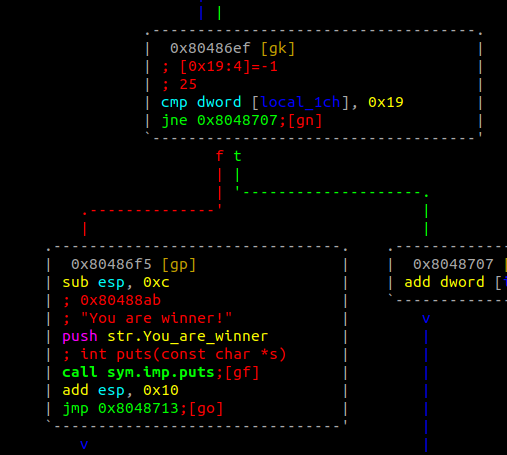 0x80486ef [gk]
; [0x19:4]=-1
; 25
cmp dword [local_1ch], 0x19
jne 0x8048707;[gn]
f t
0x80486f5 [gp]
sub esp, 0xc
; 0x80488ab
; "You are winner!"
push str.You_are_winner
; int puts(const char *s)
call sym.imp.puts;[gf]
add esp, 0x10
jmp 0x8048713;[go]
v
0x8048707 [
add dword [
v